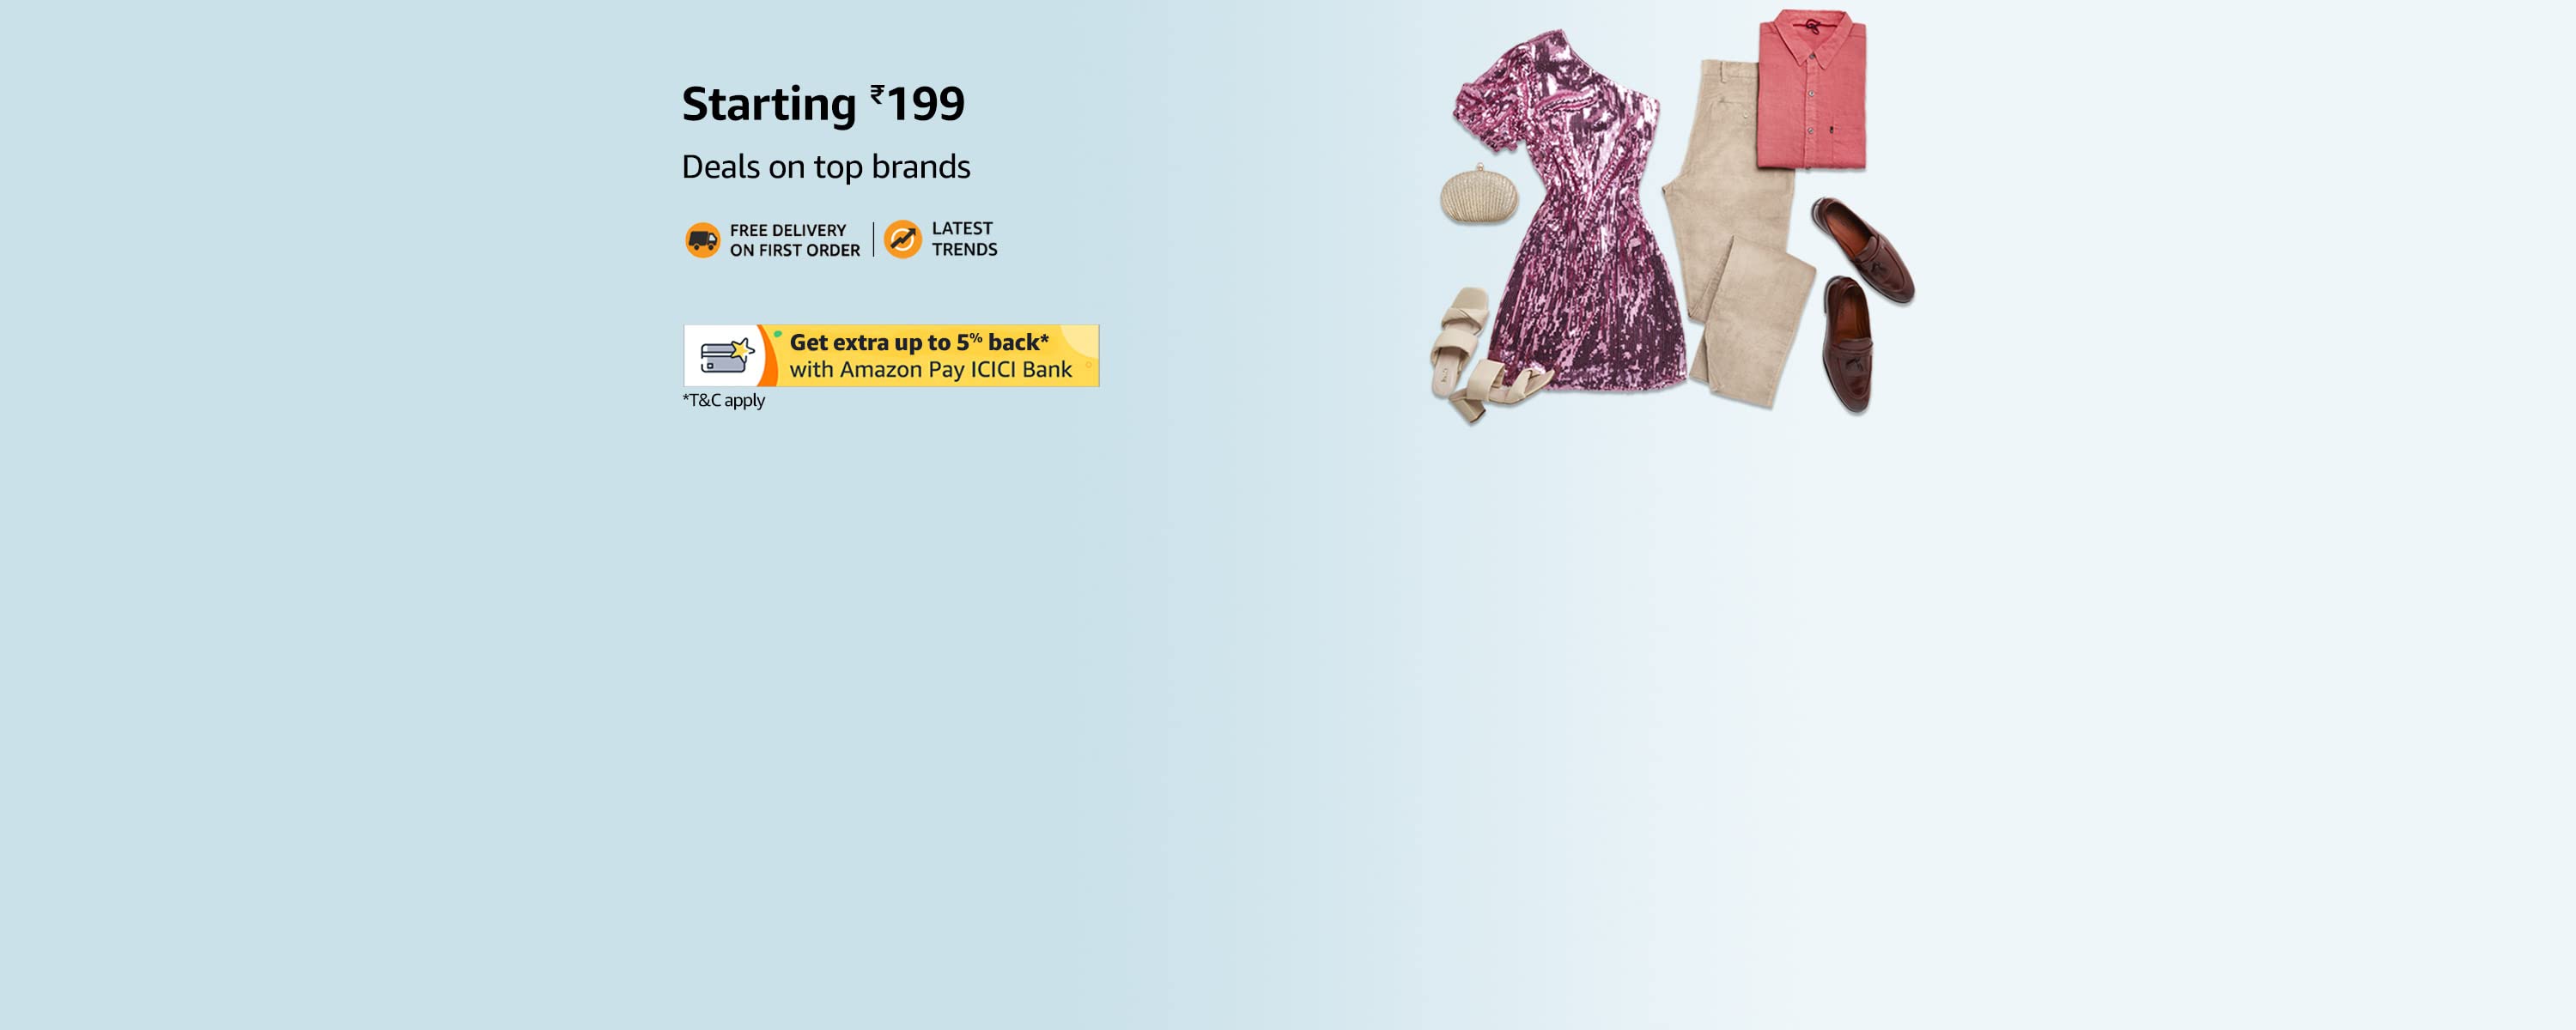 Starting ₹199
Deals on top brands
FREE DELIVERY
ON FIRST ORDER
LATEST
TRENDS
Get extra up to 5% back*
with Amazon Pay ICICI Bank
*T&C apply